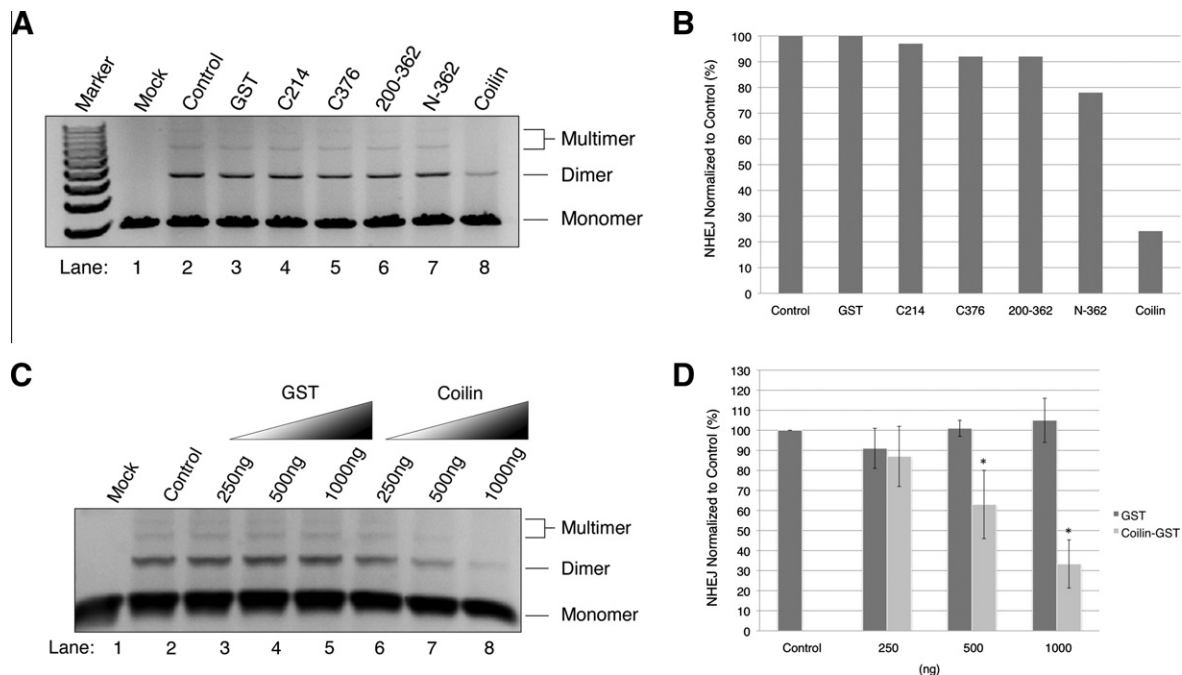 A
Marker
Mock
Control
GST
C214
C376
200-362
N-362
Coilin
Multimer
Dimer
Monomer
Lane: 1 2 3 4 5 6 7 8
B
NHEJ Normalized to Control (%)
100
90
80
70
60
50
40
30
20
10
0
Control GST C214 C376 200-362 N-362 Coilin
C
GST Coilin
Mock
Control
250ng
500ng
1000ng
250ng
500ng
1000ng
Multimer
Dimer
Monomer
Lane: 1 2 3 4 5 6 7 8
D
NHEJ Normalized to Control (%)
130
120
110
100
90
80
70
60
50
40
30
20
10
0
*
*
GST
Coilin-GST
Control 250 500 1000
(ng)